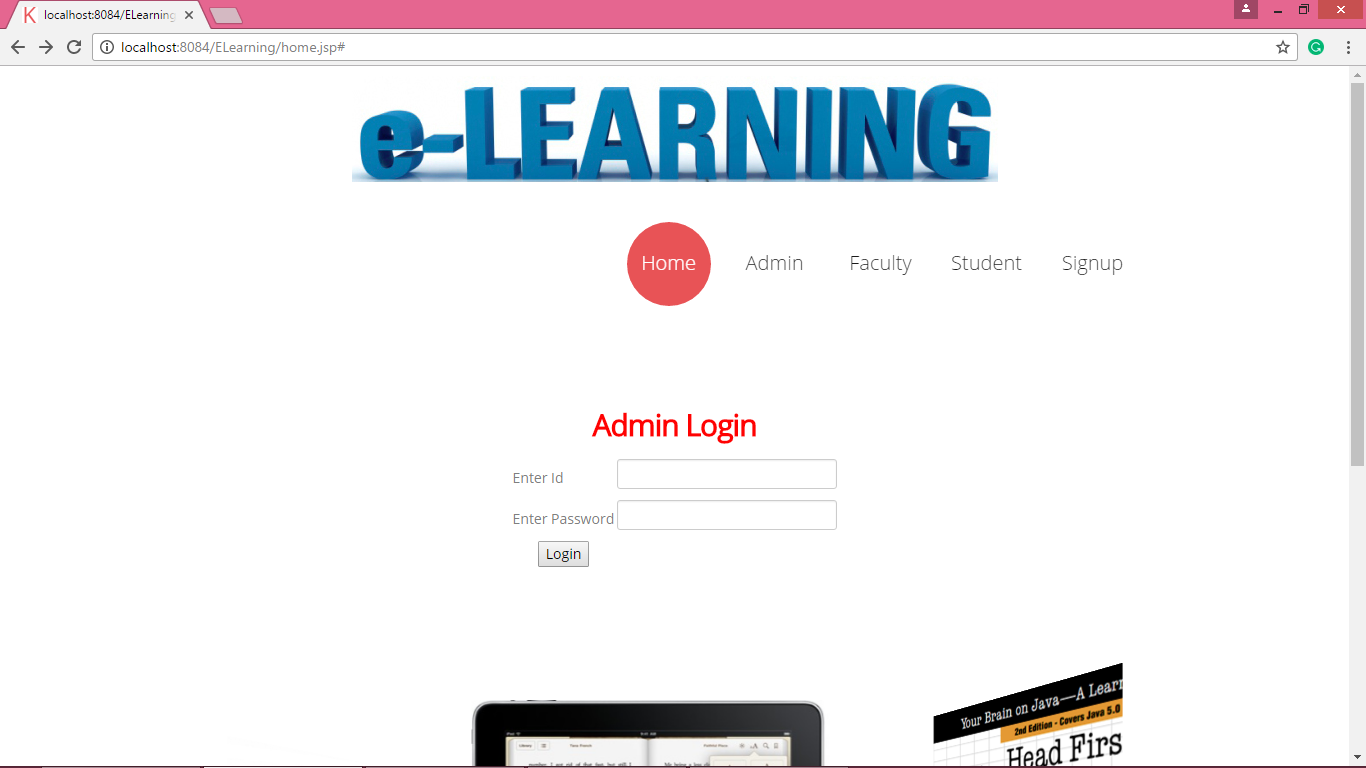 K localhost:8084/ELearning
localhost:8084/ELearning/home.jsp#
e-LEARNING
Home Admin Faculty Student Signup
Admin Login
Enter Id
Enter Password
Login
Your Brain on Java—A Learn
2nd Edition - Covers Java 5.0
Head Firs
Library